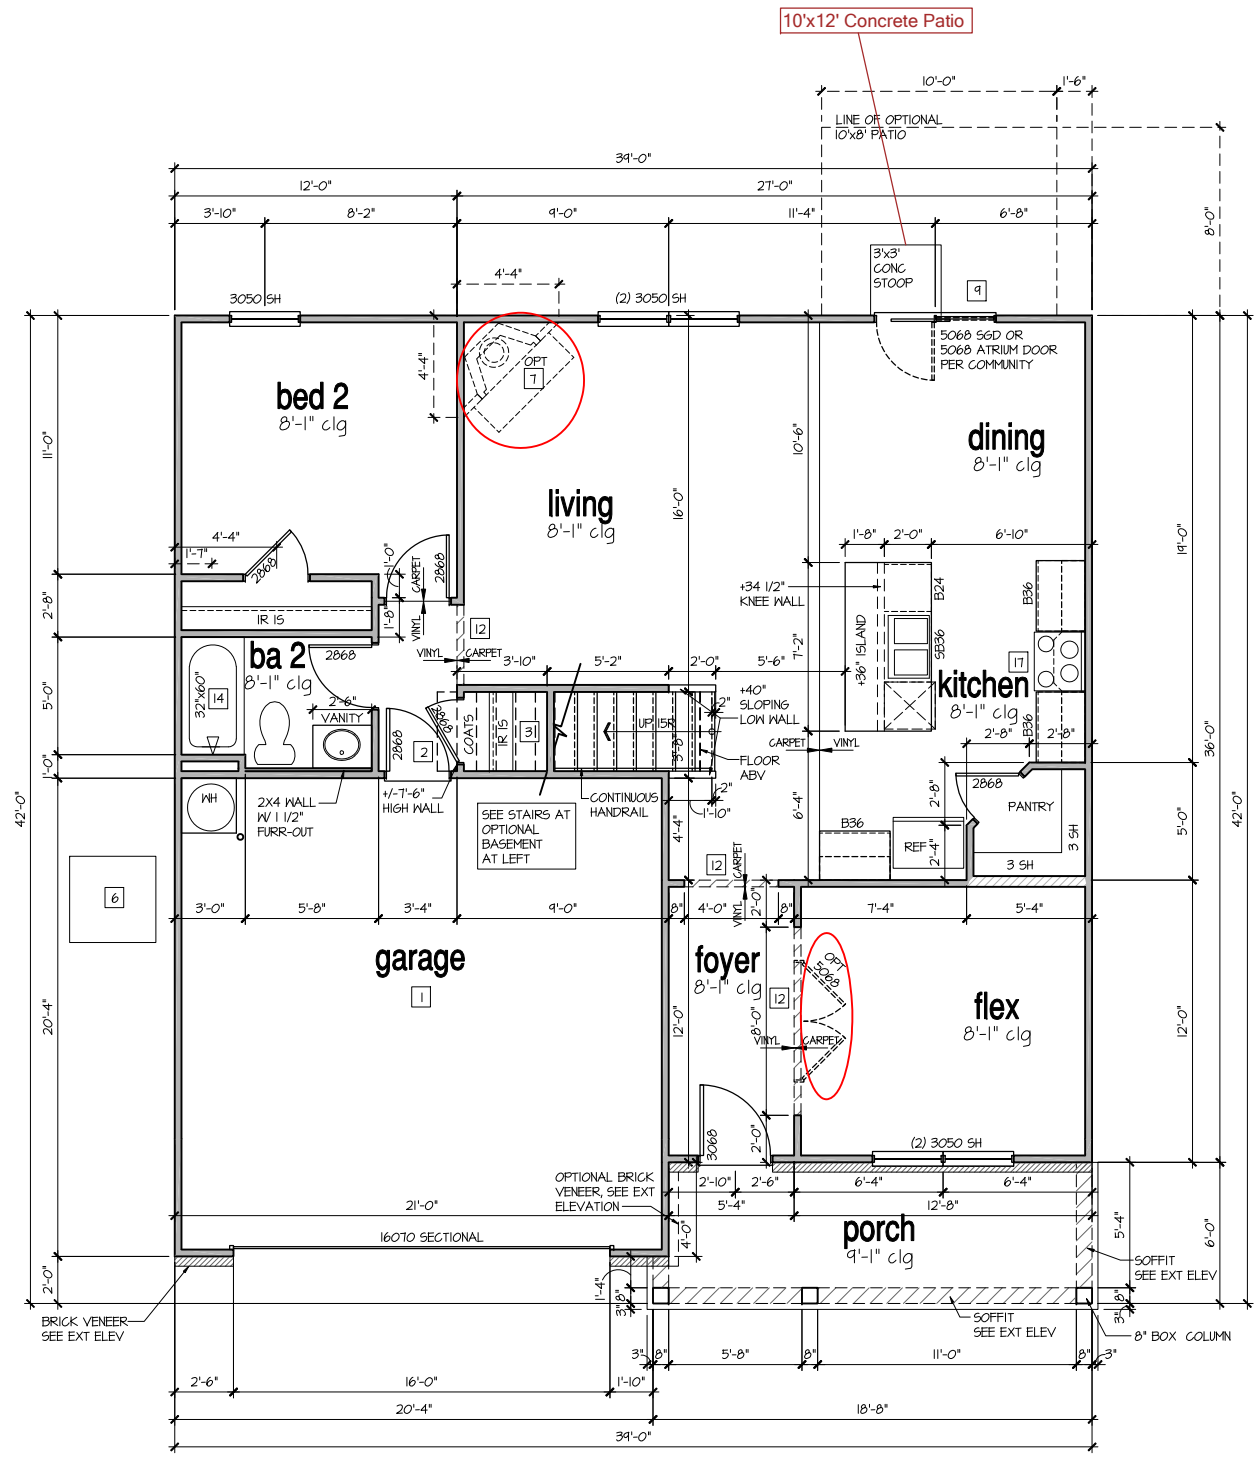 10'x12' Concrete Patio
10'-0"
1'-6"
LINE OF OPTIONAL
10'x8' PATIO
39'-0"
12'-0"
27'-0"
3'-10"
8'-2"
9'-0"
11'-4"
6'-8"
8'-0"
3'x3'
CONC
STOOP
4'-4"
3050 SH
(2) 3050 SH
9
5068 SGD OR
5068 ATRIUM DOOR
PER COMMUNITY
4'-4"
OPT
7
bed 2
8'-1" clg
dining
8'-1" clg
living
8'-1" clg
11'-0"
10'-6"
16'-0"
19'-0"
4'-4"
1'-7"
2868
1'-0"
CARPET
2868
1'-8"
2'-0"
6'-10"
+34 1/2"
KNEE WALL
B24
B36
2'-8"
IR 1S
1'-8"
VINYL
12
VINYL
CARPET
7'-2"
+36" ISLAND
SB36
17
ba 2
8'-1" clg
2868
3'-10"
5'-2"
2'-0"
5'-6"
kitchen
8'-1" clg
5'-0"
32"x60"
14
2'-6"
VANITY
2868
2868
2
COATS
IR 1S
31
UP 15R
2"
+40"
SLOPING
LOW WALL
3'-8"
CARPET
VINYL
2'-8"
B36
2'-8"
36'-0"
FLOOR
ABV
1'-0"
WH
2X4 WALL
W/ 1 1/2"
FURR-OUT
+/-7'-6"
HIGH WALL
CONTINUOUS
HANDRAIL
2"
1'-10"
2868
PANTRY
2'-8"
42'-0"
42'-0"
SEE STAIRS AT
OPTIONAL
BASEMENT
AT LEFT
4'-4"
6'-4"
B36
REF
2'-4"
3 SH
3 SH
5'-0"
12
CARPET
VINYL
6
3'-0"
5'-8"
3'-4"
9'-0"
8"
4'-0"
8"
2'-0"
7'-4"
5'-4"
garage
1
foyer
8'-1" clg
12
OPT
5068
flex
8'-1" clg
20'-4"
12'-0"
8'-0"
VINYL
CARPET
12'-0"
3068
2'-0"
(2) 3050 SH
OPTIONAL BRICK
VENEER, SEE EXT
ELEVATION
2'-10"
2'-6"
6'-4"
6'-4"
21'-0"
5'-4"
12'-8"
16070 SECTIONAL
4'-0"
porch
9'-1" clg
5'-4"
6'-0"
SOFFIT
SEE EXT ELEV
2'-0"
1'-4"
8"
3"
8"
3"
BRICK VENEER
SEE EXT ELEV
SOFFIT
SEE EXT ELEV
8" BOX COLUMN
3"
8"
5'-8"
8"
11'-0"
8"
3"
2'-6"
16'-0"
1'-10"
20'-4"
18'-8"
39'-0"